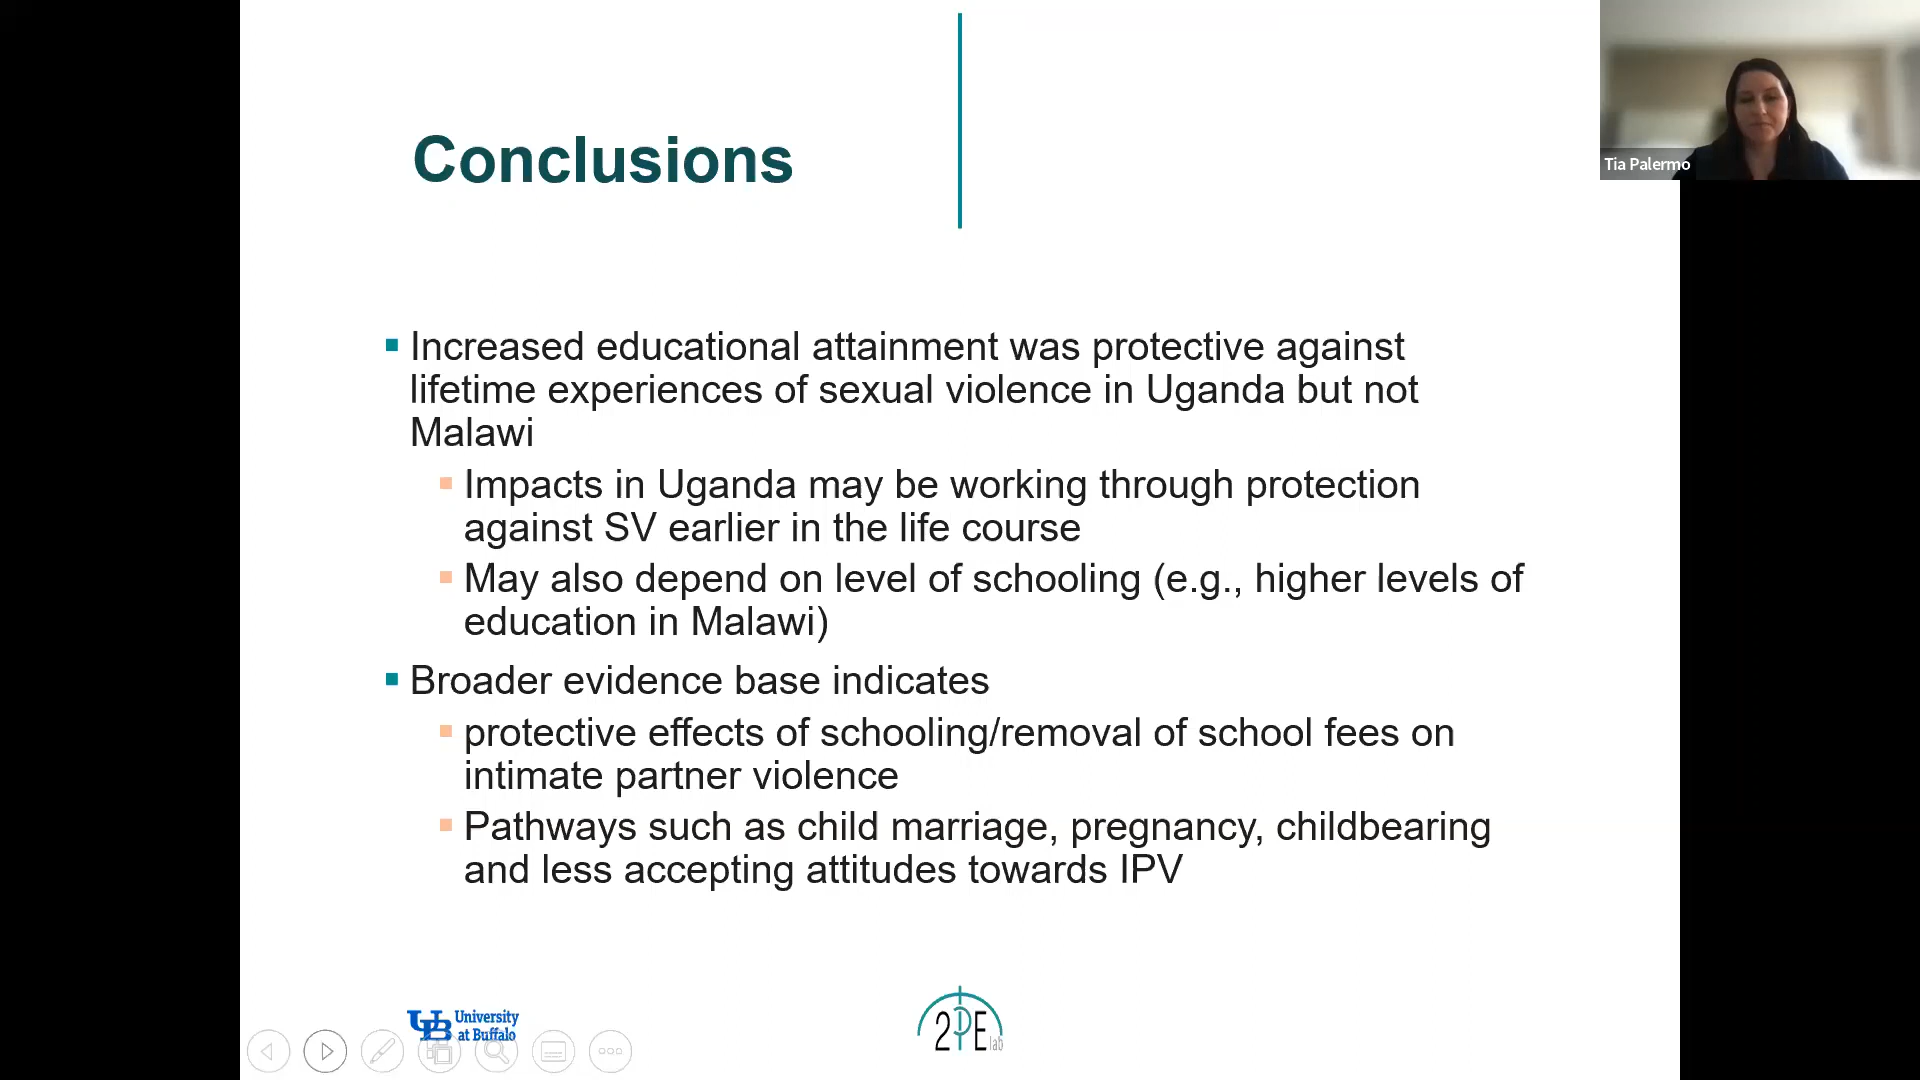 Conclusions
Tia Palermo
Increased educational attainment was protective against
lifetime experiences of sexual violence in Uganda but not
Malawi
Impacts in Uganda may be working through protection
against SV earlier in the life course
May also depend on level of schooling (e.g., higher levels of
education in Malawi)
Broader evidence base indicates
protective effects of schooling/removal of school fees on
intimate partner violence
Pathways such as child marriage, pregnancy, childbearing
and less accepting attitudes towards IPV
UB University
at Buffalo
2PE lab